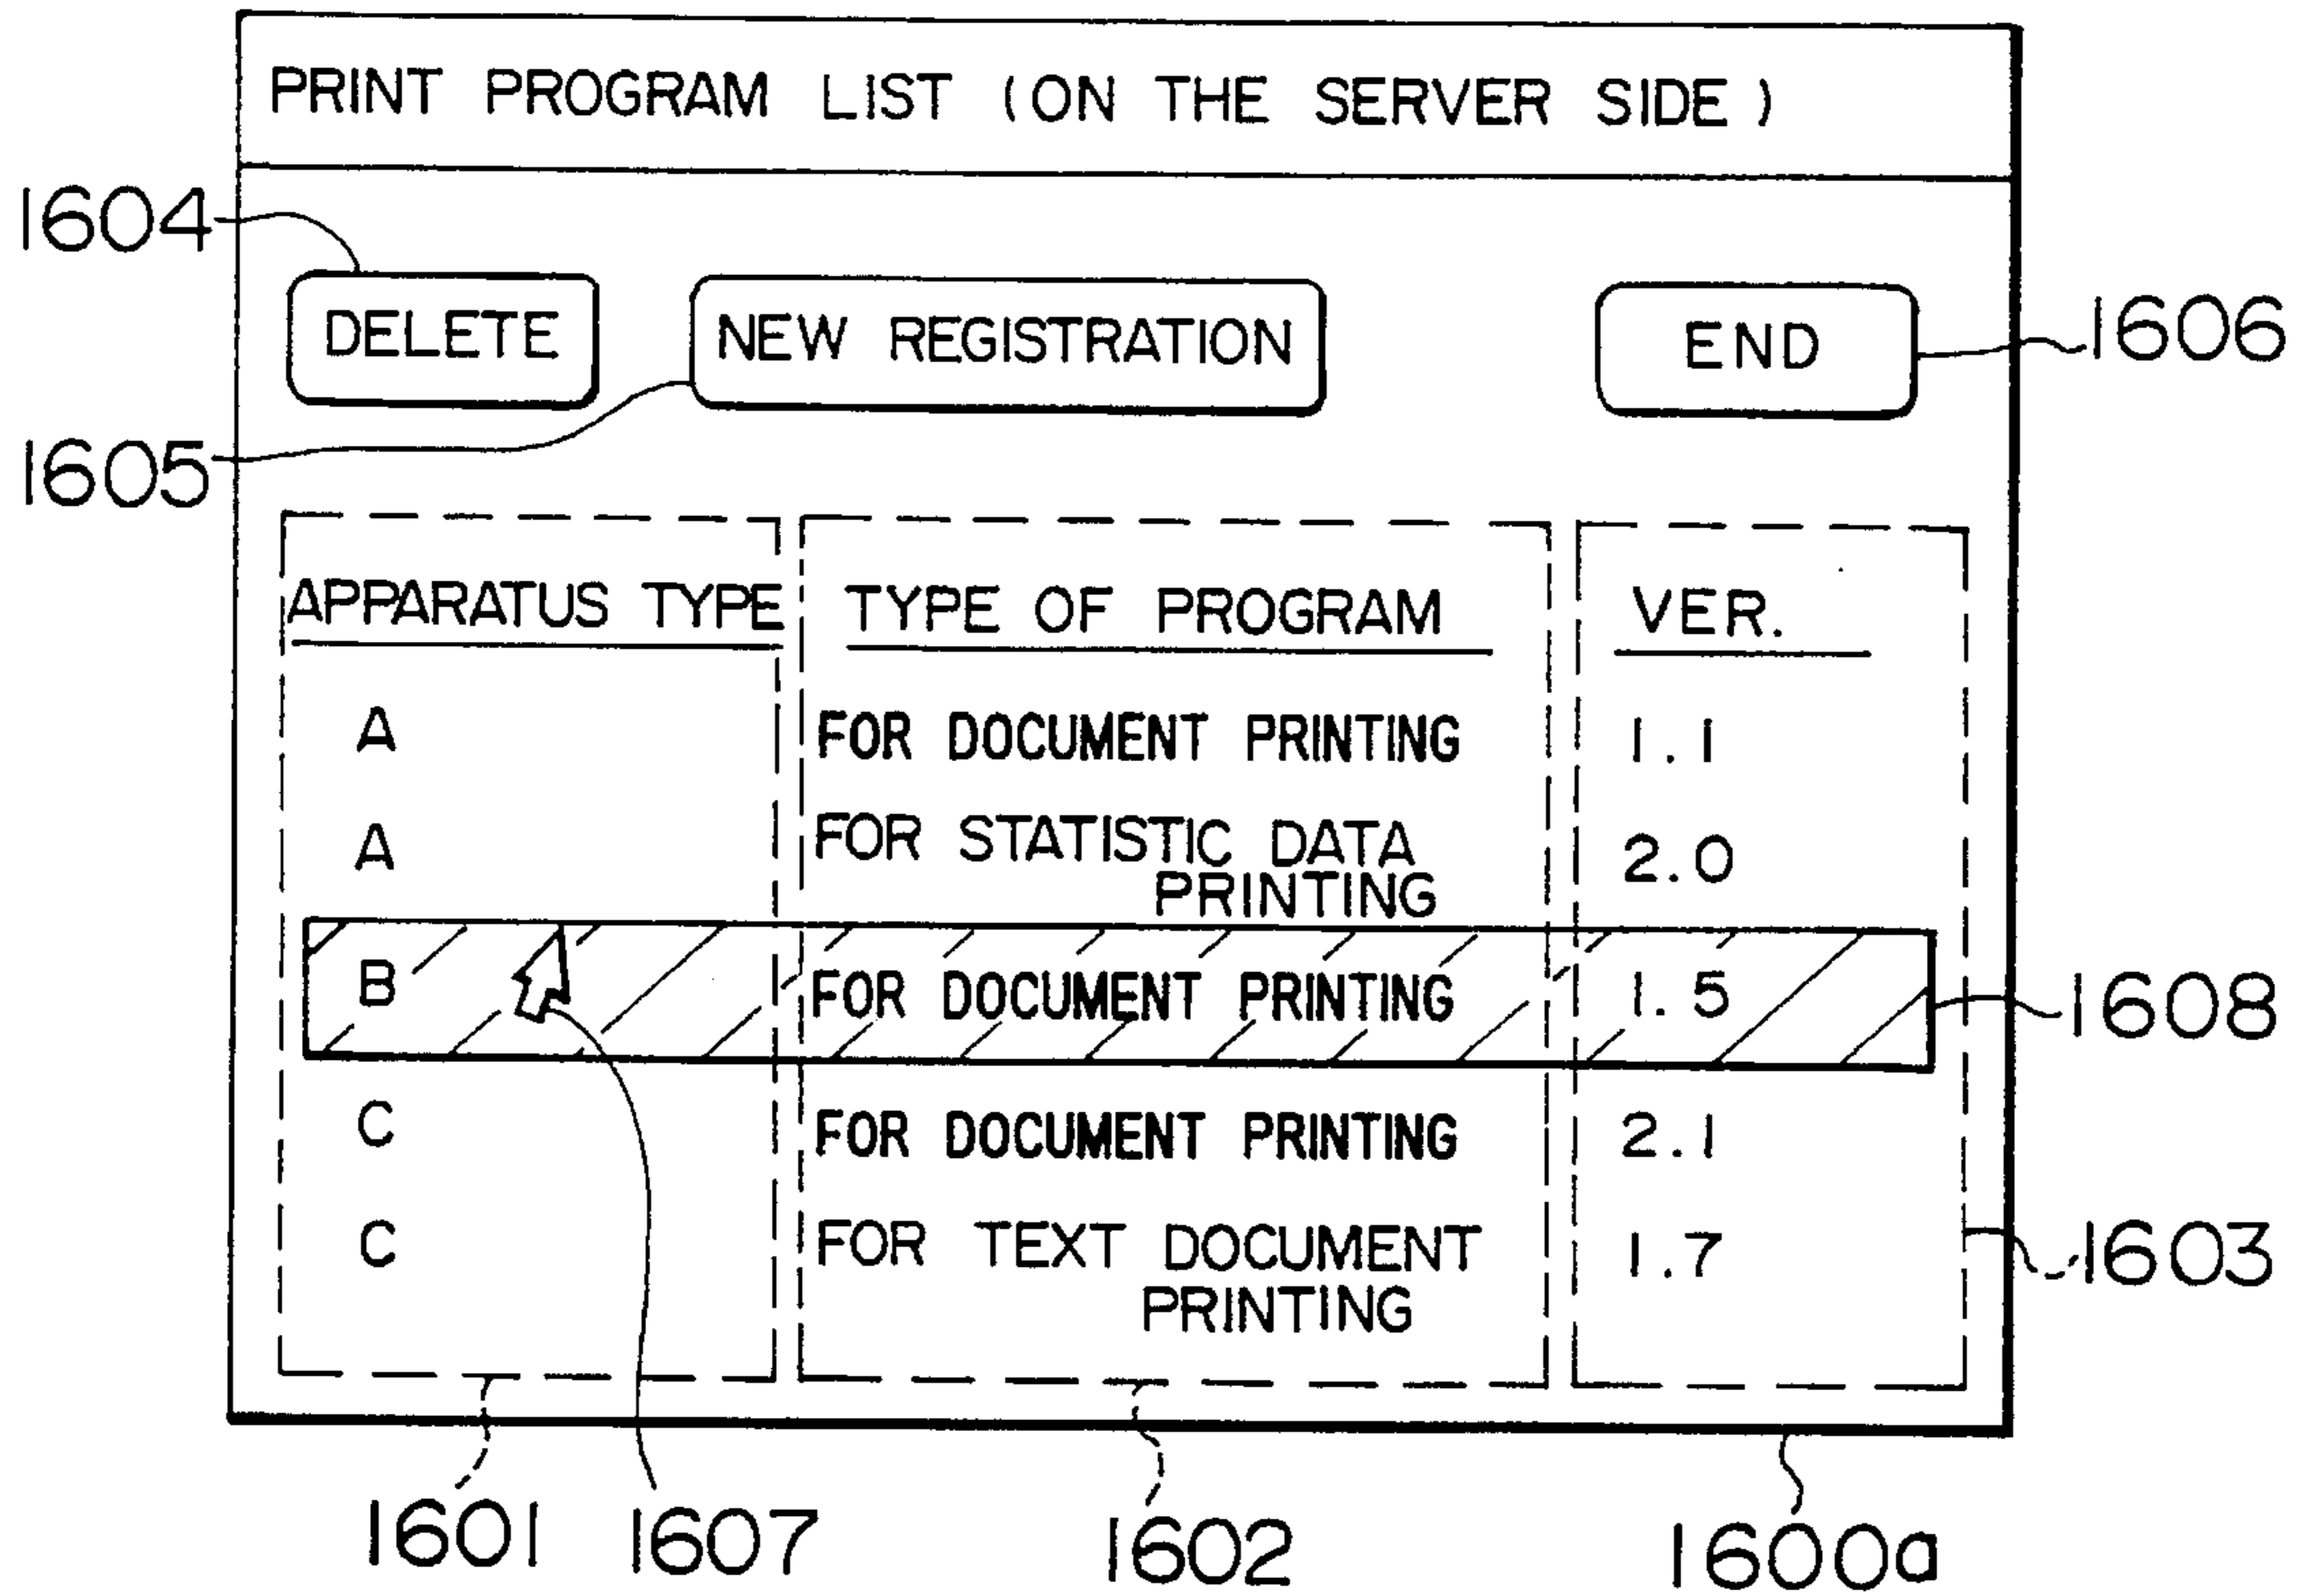 PRINT PROGRAM LIST (ON THE SERVER SIDE)
1604
DELETE NEW REGISTRATION END 1606
1605
APPARATUS TYPE TYPE OF PROGRAM VER.
A FOR DOCUMENT PRINTING 1.1
A FOR STATISTIC DATA 2.0
PRINTING
B FOR DOCUMENT PRINTING 1.5 1608
C FOR DOCUMENT PRINTING 2.1
C FOR TEXT DOCUMENT 1.7 1603
PRINTING
1601 1607 1602 1600a